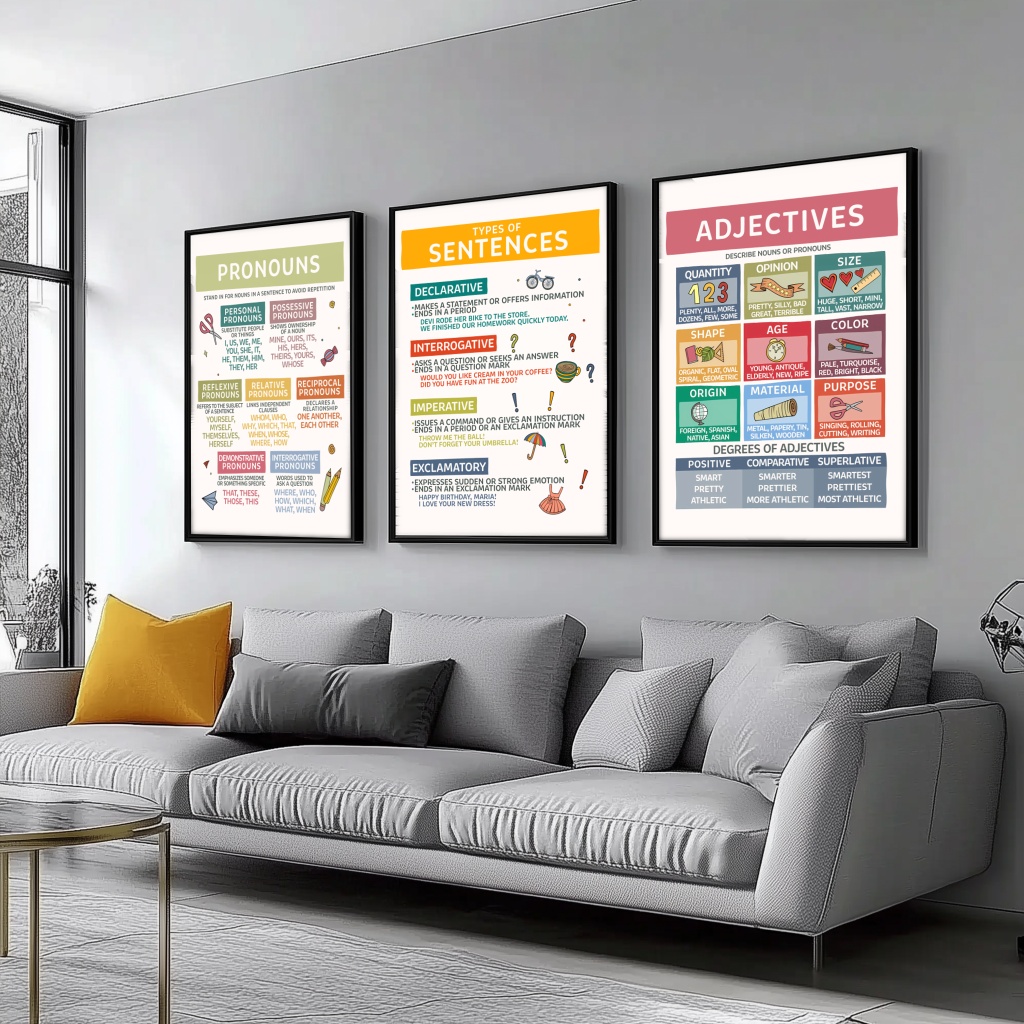 PRONOUNS
STAND IN FOR NOUNS IN A SENTENCE TO AVOID REPETITION
PERSONAL
PRONOUNS
SUBSTITUTE PEOPLE
OR THINGS
I, US, WE, ME,
YOU, SHE, IT,
HE, THEM, HIM,
THEY, HER
POSSESSIVE
PRONOUNS
SHOWS OWNERSHIP
OF A NOUN
MINE, OURS, ITS,
HIS, HERS,
THEIRS, YOURS,
WHOSE
REFLEXIVE
PRONOUNS
REFERS TO THE SUBJECT
OF A SENTENCE
YOURSELF,
MYSELF,
THEMSELVES,
HERSELF
RELATIVE
PRONOUNS
LINKS INDEPENDENT
CLAUSES
WHOM, WHO,
WHY, WHICH, THAT,
WHEN, WHOSE,
WHERE, HOW
RECIPROCAL
PRONOUNS
DECLARES A
RELATIONSHIP
ONE ANOTHER,
EACH OTHER
DEMONSTRATIVE
PRONOUNS
EMPHASIZES SOMEONE
OR SOMETHING SPECIFIC
THAT, THESE,
THOSE, THIS
INTERROGATIVE
PRONOUNS
WORDS USED TO
ASK A QUESTION
WHERE, WHO,
HOW, WHICH,
WHAT, WHEN
TYPES OF
SENTENCES
DECLARATIVE
•MAKES A STATEMENT OR OFFERS INFORMATION
•ENDS IN A PERIOD
DEVI RODE HER BIKE TO THE STORE.
WE FINISHED OUR HOMEWORK QUICKLY TODAY.
INTERROGATIVE
•ASKS A QUESTION OR SEEKS AN ANSWER
•ENDS IN A QUESTION MARK
WOULD YOU LIKE CREAM IN YOUR COFFEE?
DID YOU HAVE FUN AT THE ZOO?
IMPERATIVE
•ISSUES A COMMAND OR GIVES AN INSTRUCTION
•ENDS IN A PERIOD OR AN EXCLAMATION MARK
THROW ME THE BALL!
DON'T FORGET YOUR UMBRELLA!
EXCLAMATORY
•EXPRESSES SUDDEN OR STRONG EMOTION
•ENDS IN AN EXCLAMATION MARK
HAPPY BIRTHDAY, MARIA!
I LOVE YOUR NEW DRESS!
ADJECTIVES
DESCRIBE NOUNS OR PRONOUNS
QUANTITY
123
PLENTY, ALL, MORE,
DOZENS, FEW, SOME
OPINION
PRETTY, SILLY, BAD
GREAT, TERRIBLE
SIZE
HUGE, SHORT, MINI,
TALL, VAST, NARROW
SHAPE
ORGANIC, FLAT, OVAL
SPIRAL, GEOMETRIC
AGE
YOUNG, ANTIQUE,
ELDERLY, NEW, RIPE
COLOR
PALE, TURQUOISE,
RED, BRIGHT, BLACK
ORIGIN
FOREIGN, SPANISH,
NATIVE, ASIAN
MATERIAL
METAL, PAPERY, TIN,
SILKEN, WOODEN
PURPOSE
SINGING, ROLLING,
CUTTING, WRITING
DEGREES OF ADJECTIVES
POSITIVE COMPARATIVE SUPERLATIVE
SMART SMARTER SMARTEST
PRETTY PRETTIER PRETTIEST
ATHLETIC MORE ATHLETIC MOST ATHLETIC